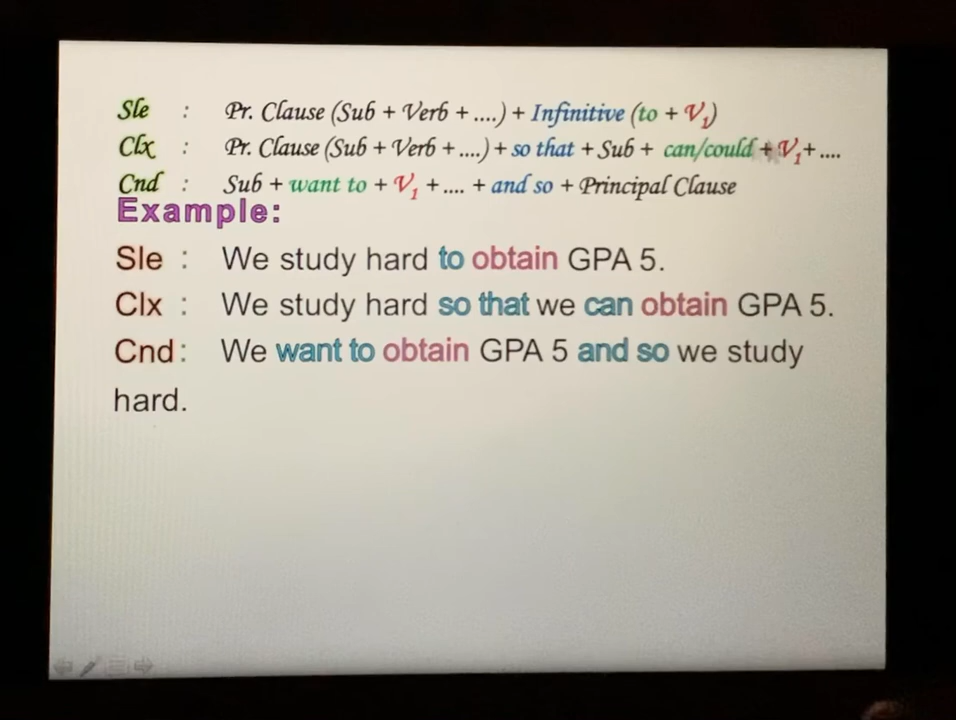 Sle : Pr. Clause (Sub + Verb + ....) + Infinitive (to + V₁)
Clx : Pr. Clause (Sub + Verb + ....) + so that + Sub + can/could + V₁ + ....
Cnd : Sub + want to + V₁ + .... + and so + Principal Clause
Example:
Sle : We study hard to obtain GPA 5.
Clx : We study hard so that we can obtain GPA 5.
Cnd: We want to obtain GPA 5 and so we study
hard.